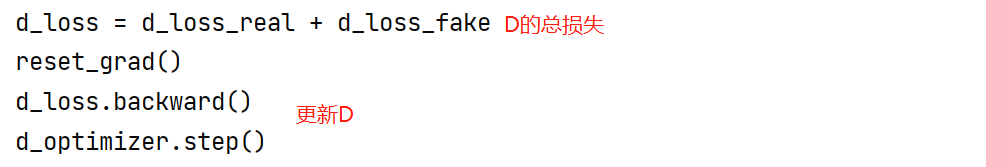 d_loss = d_loss_real + d_loss_fake D的总损失
reset_grad()
d_loss.backward()
更新D
d_optimizer.step()